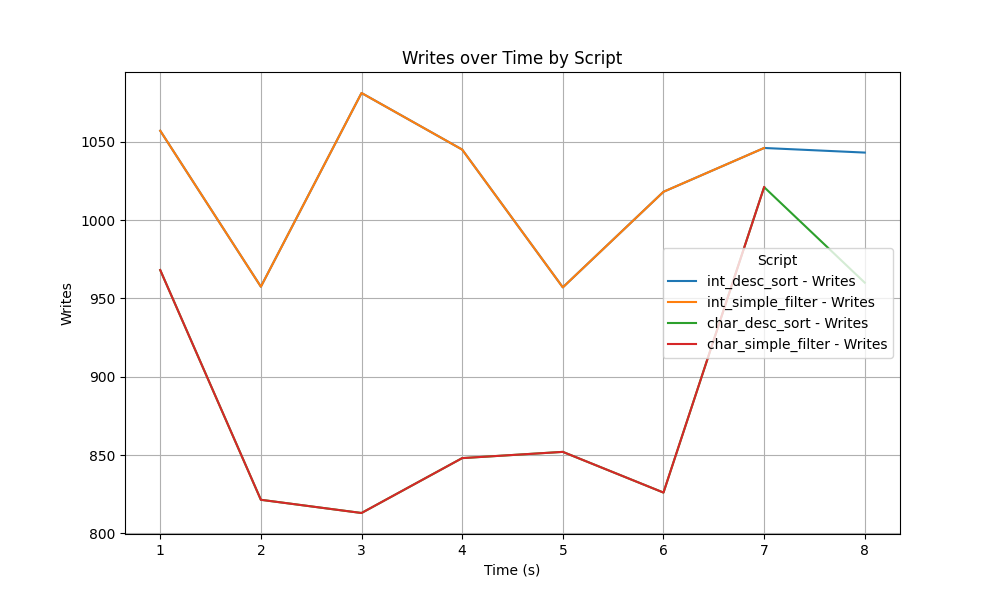 Writes over Time by Script
Writes
1050
1000
950
900
850
800
Script
int_desc_sort - Writes
int_simple_filter - Writes
char_desc_sort - Writes
char_simple_filter - Writes
1 2 3 4 5 6 7 8
Time (s)